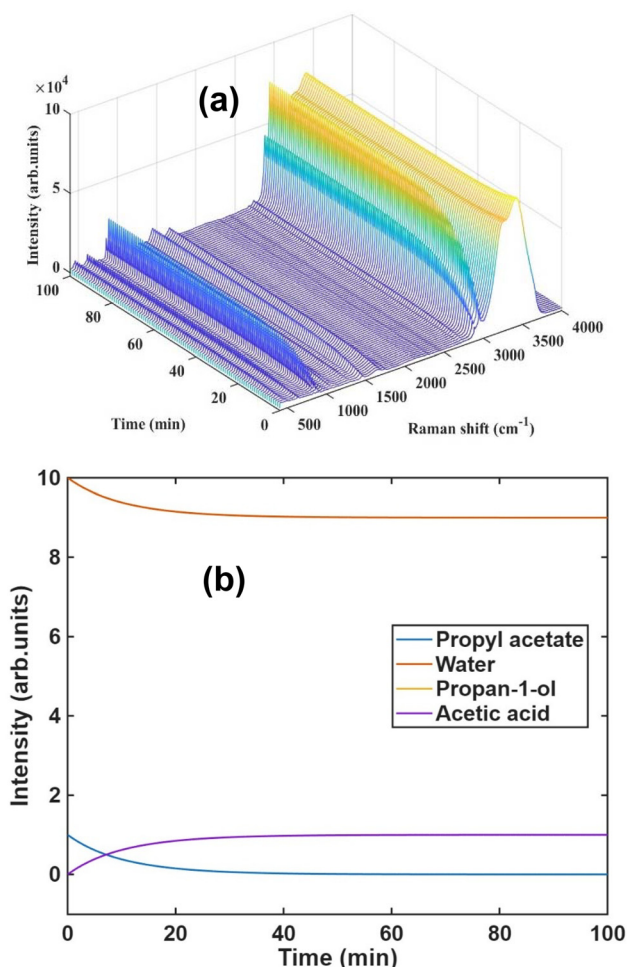 (a)
×10⁴
10
5
0
Intensity (arb.units)
100
80
60
40
20
0
Time (min)
500
1000
1500
2000
2500
3000
3500
4000
Raman shift (cm⁻¹)
(b)
10
8
6
4
2
0
Intensity (arb.units)
Propyl acetate
Water
Propan-1-ol
Acetic acid
0 20 40 60 80 100
Time (min)